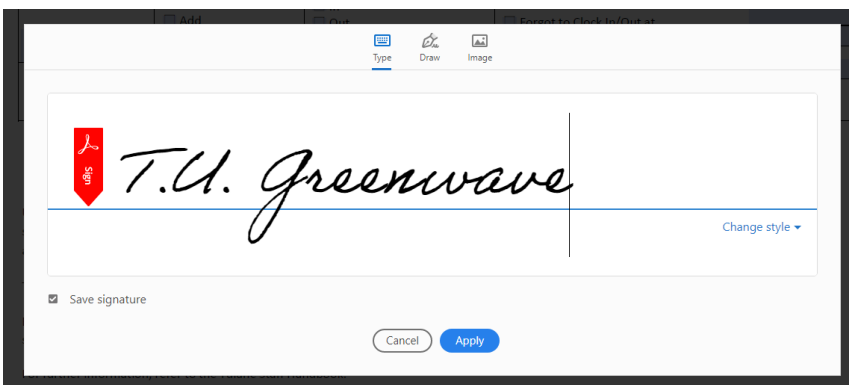 Add
Out
Forgot to Clock In/Out at
Type Draw Image
Sign
T.U. Greenwave
Change style
Save signature
Cancel Apply
For further information, refer to the Tulane Staff Handbook.